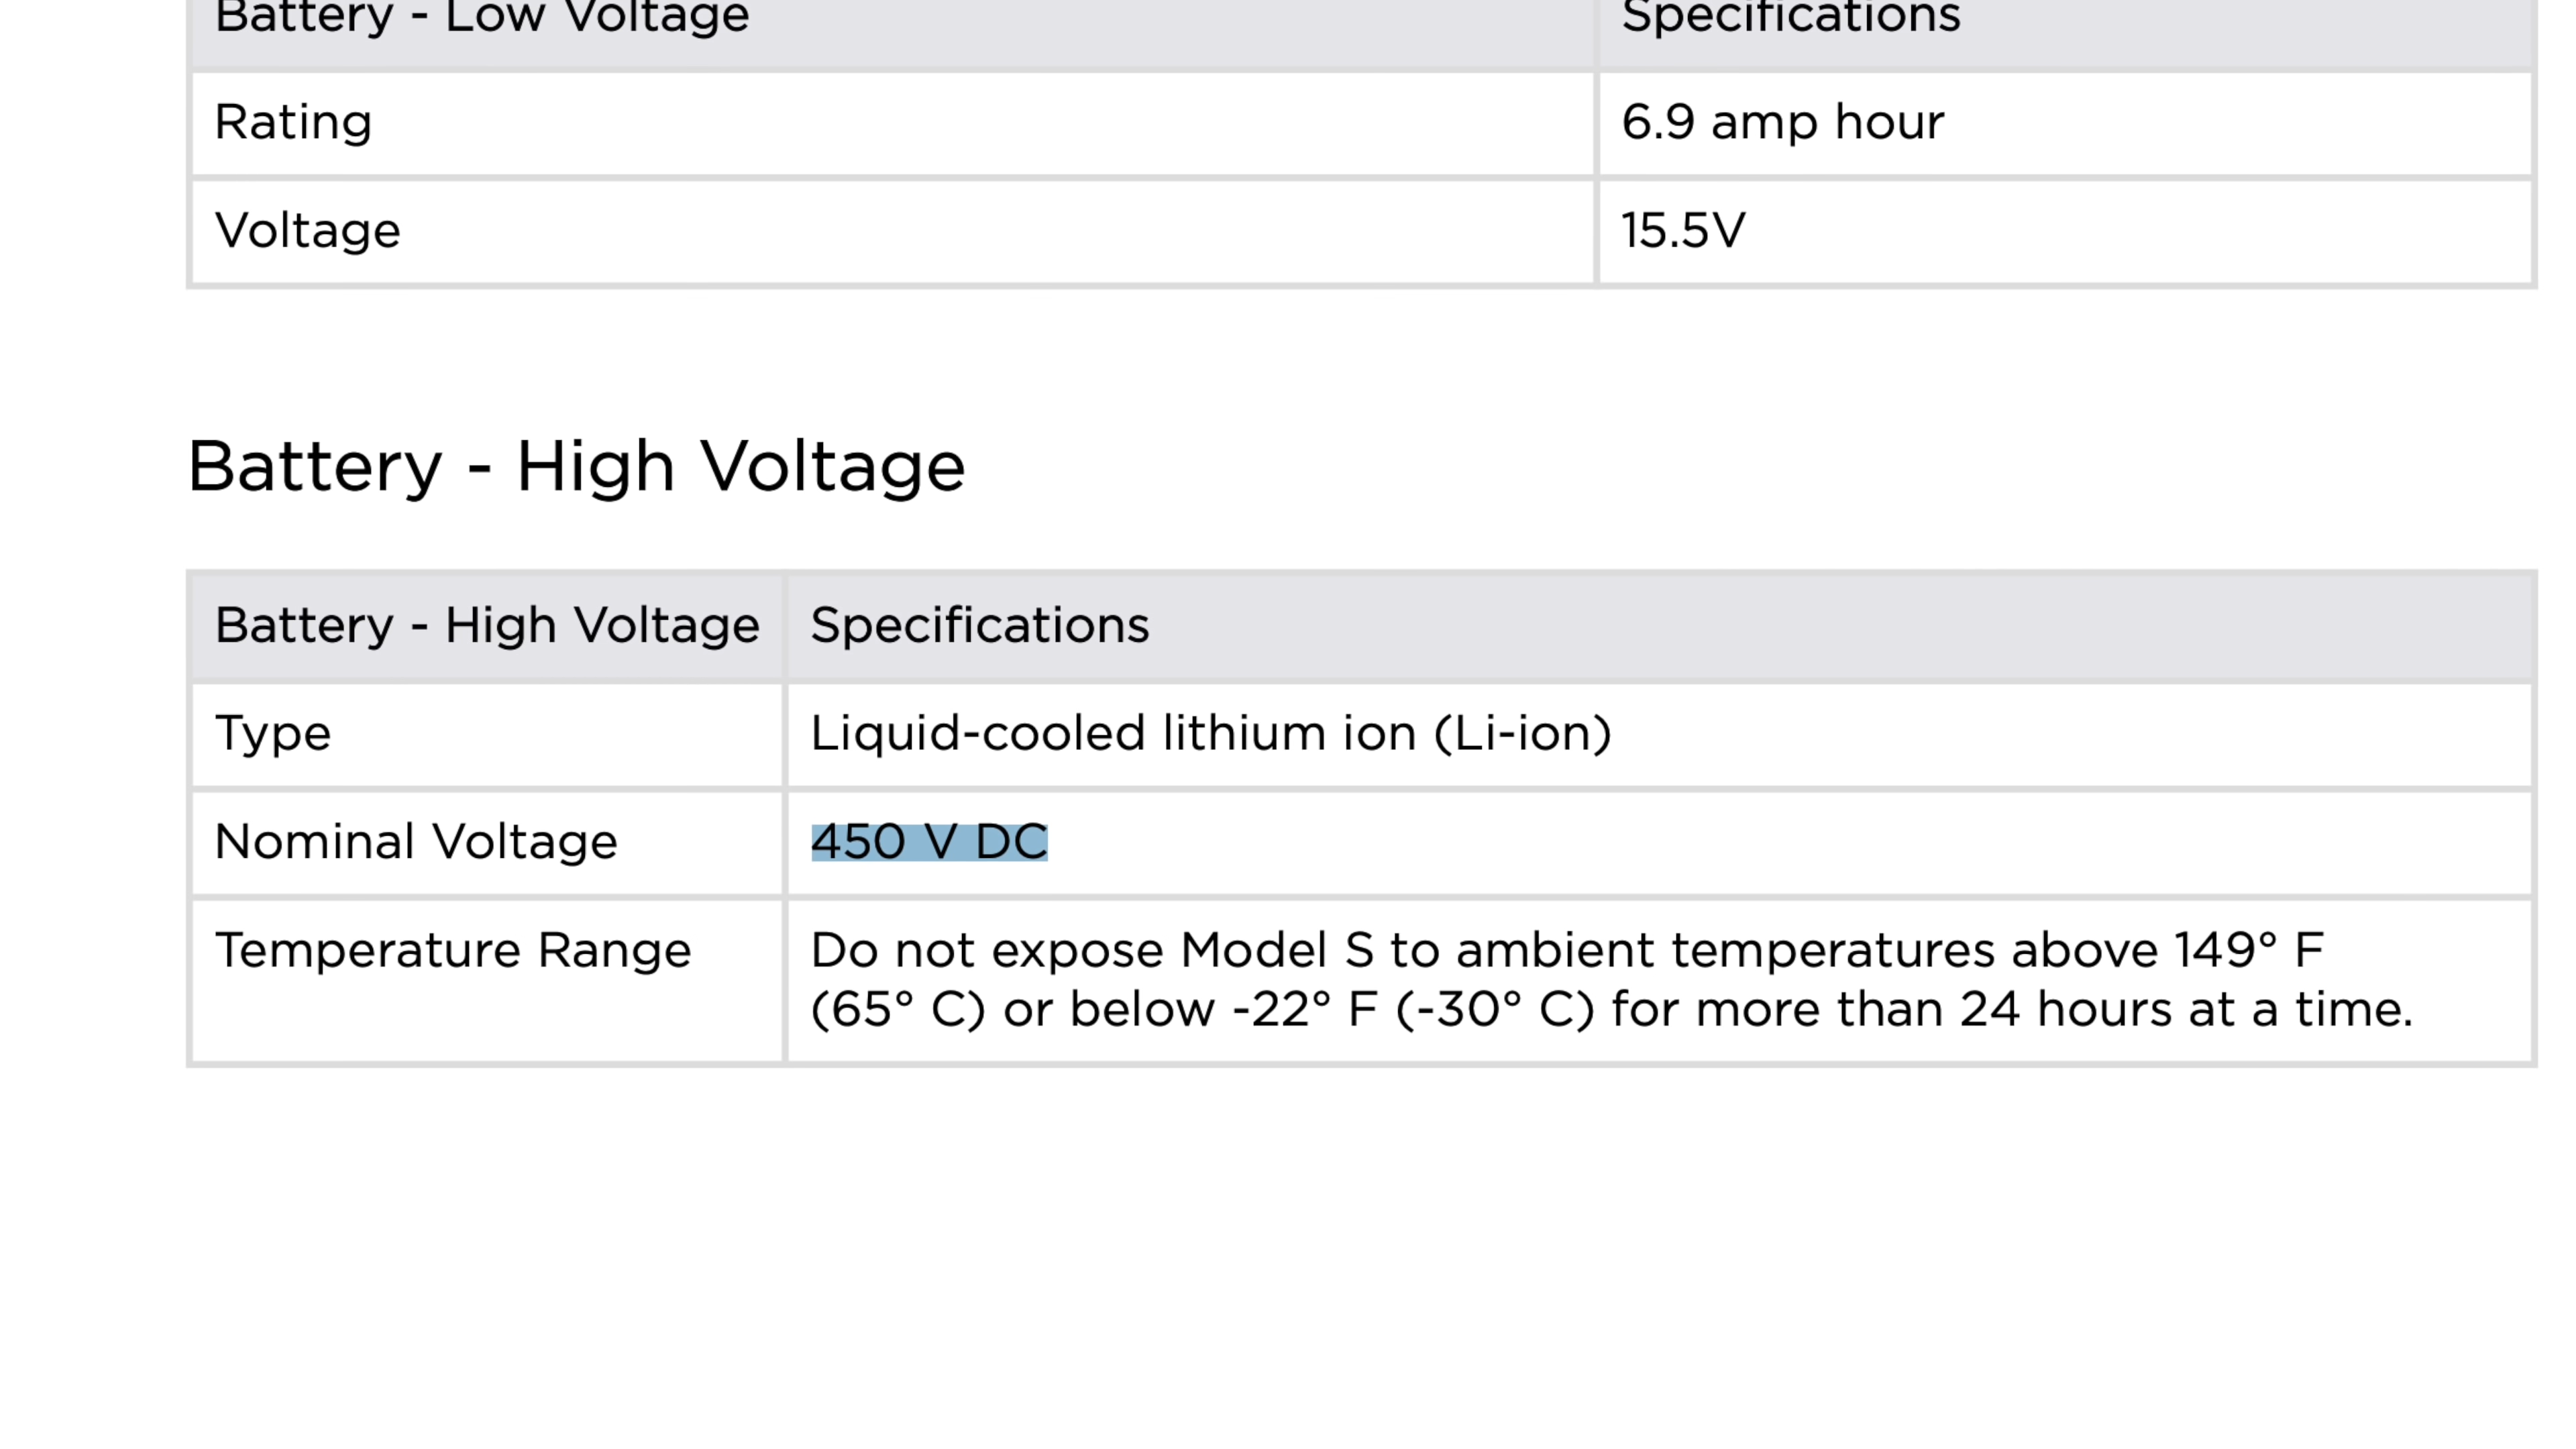 Battery - Low Voltage Specifications
Rating 6.9 amp hour
Voltage 15.5V
Battery - High Voltage
Battery - High Voltage Specifications
Type Liquid-cooled lithium ion (Li-ion)
Nominal Voltage 450 V DC
Temperature Range Do not expose Model S to ambient temperatures above 149° F
(65° C) or below -22° F (-30° C) for more than 24 hours at a time.